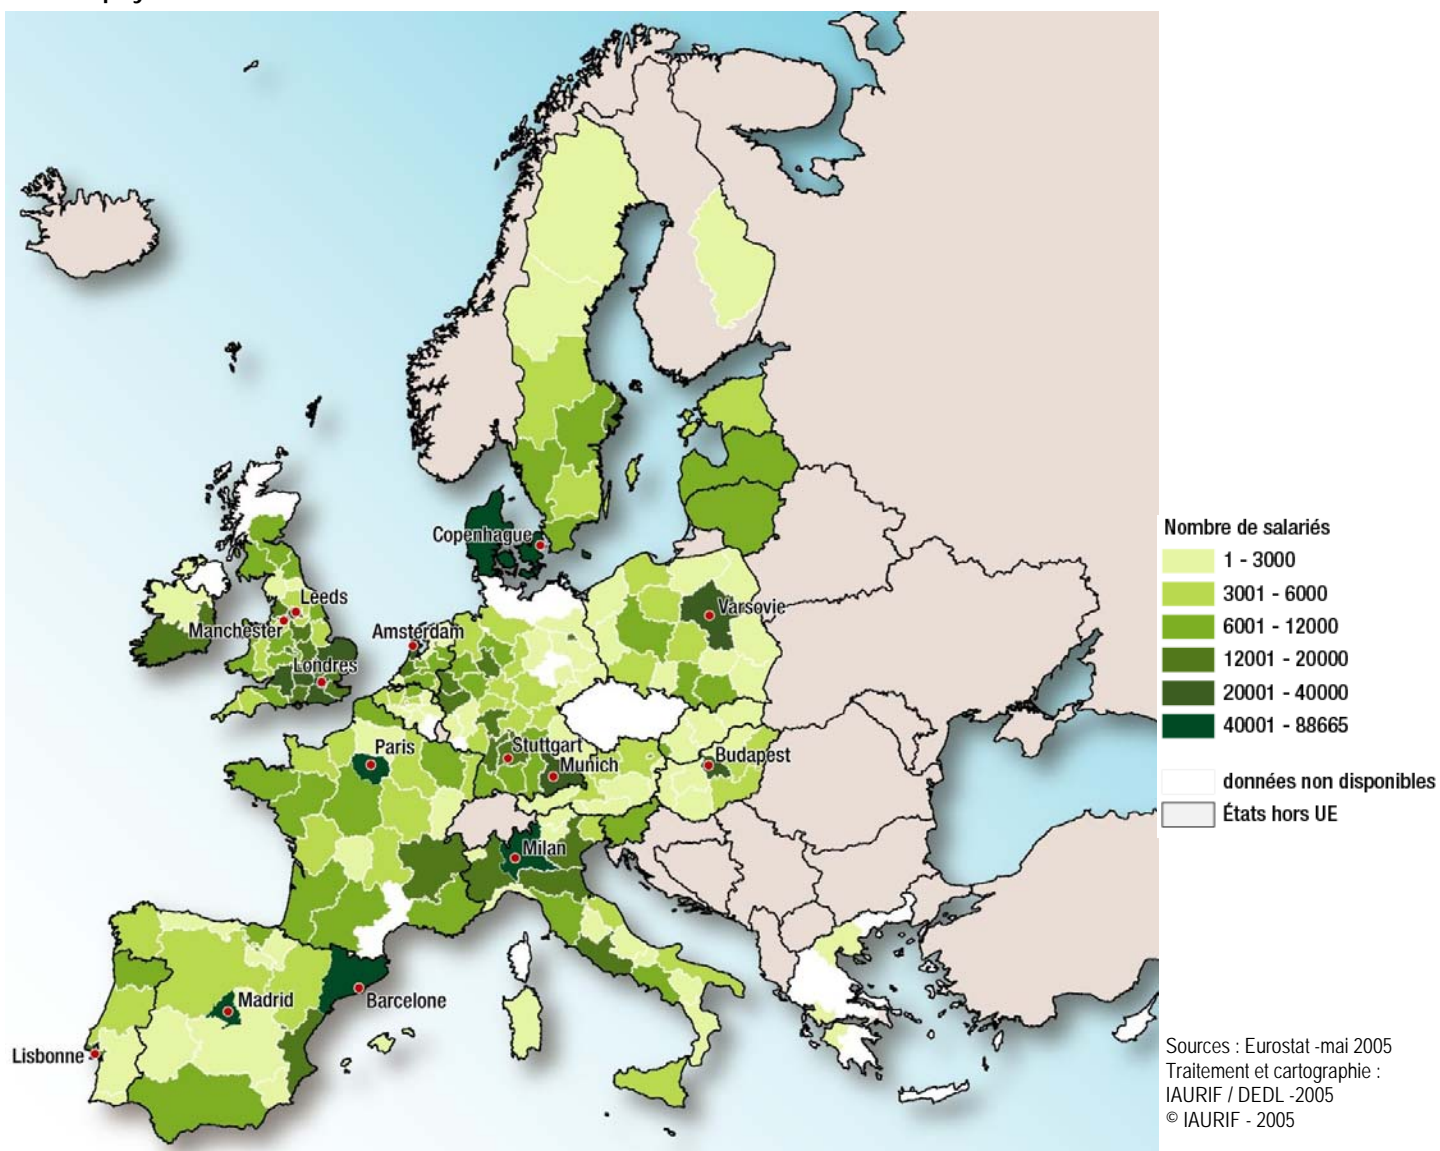 Copenhague
Leeds
Manchester
Amsterdam
Varsovie
Londres
Paris
Stuttgart
Munich
Budapest
Milan
Madrid
Barcelone
Lisbonne
Nombre de salariés
1 - 3000
3001 - 6000
6001 - 12000
12001 - 20000
20001 - 40000
40001 - 88665
données non disponibles
États hors UE
Sources : Eurostat -mai 2005
Traitement et cartographie :
IAURIF / DEDL -2005
© IAURIF - 2005